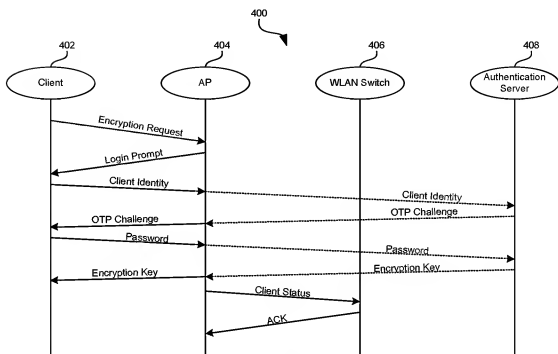 400
402
404
406
408
Client
AP
WLAN Switch
Authentication
Server
Encryption Request
Login Prompt
Client Identity
Client Identity
OTP Challenge
OTP Challenge
Password
Password
Encryption Key
Encryption Key
Client Status
ACK